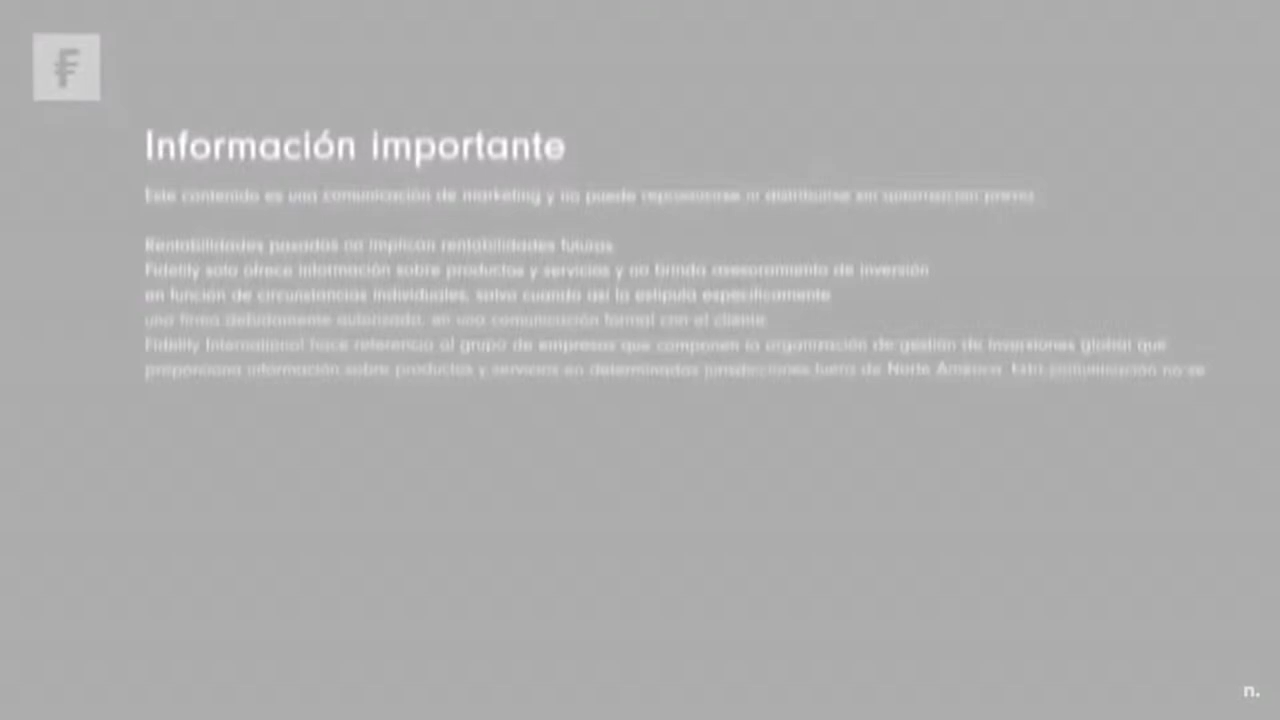 Información importante
Este contenido es una comunicación de marketing y no puede reproducirse ni distribuirse sin autorización previa.
Rentabilidades pasadas no implican rentabilidades futuras.
Fidelity solo ofrece información sobre productos y servicios y no brinda asesoramiento de inversión
en función de circunstancias individuales, salvo cuando así lo estipula específicamente
una firma debidamente autorizada, en una comunicación formal con el cliente.
Fidelity International hace referencia al grupo de empresas que componen la organización de gestión de inversiones global que
proporciona información sobre productos y servicios en determinadas jurisdicciones fuera de Norte América. Esta comunicación no se
n.